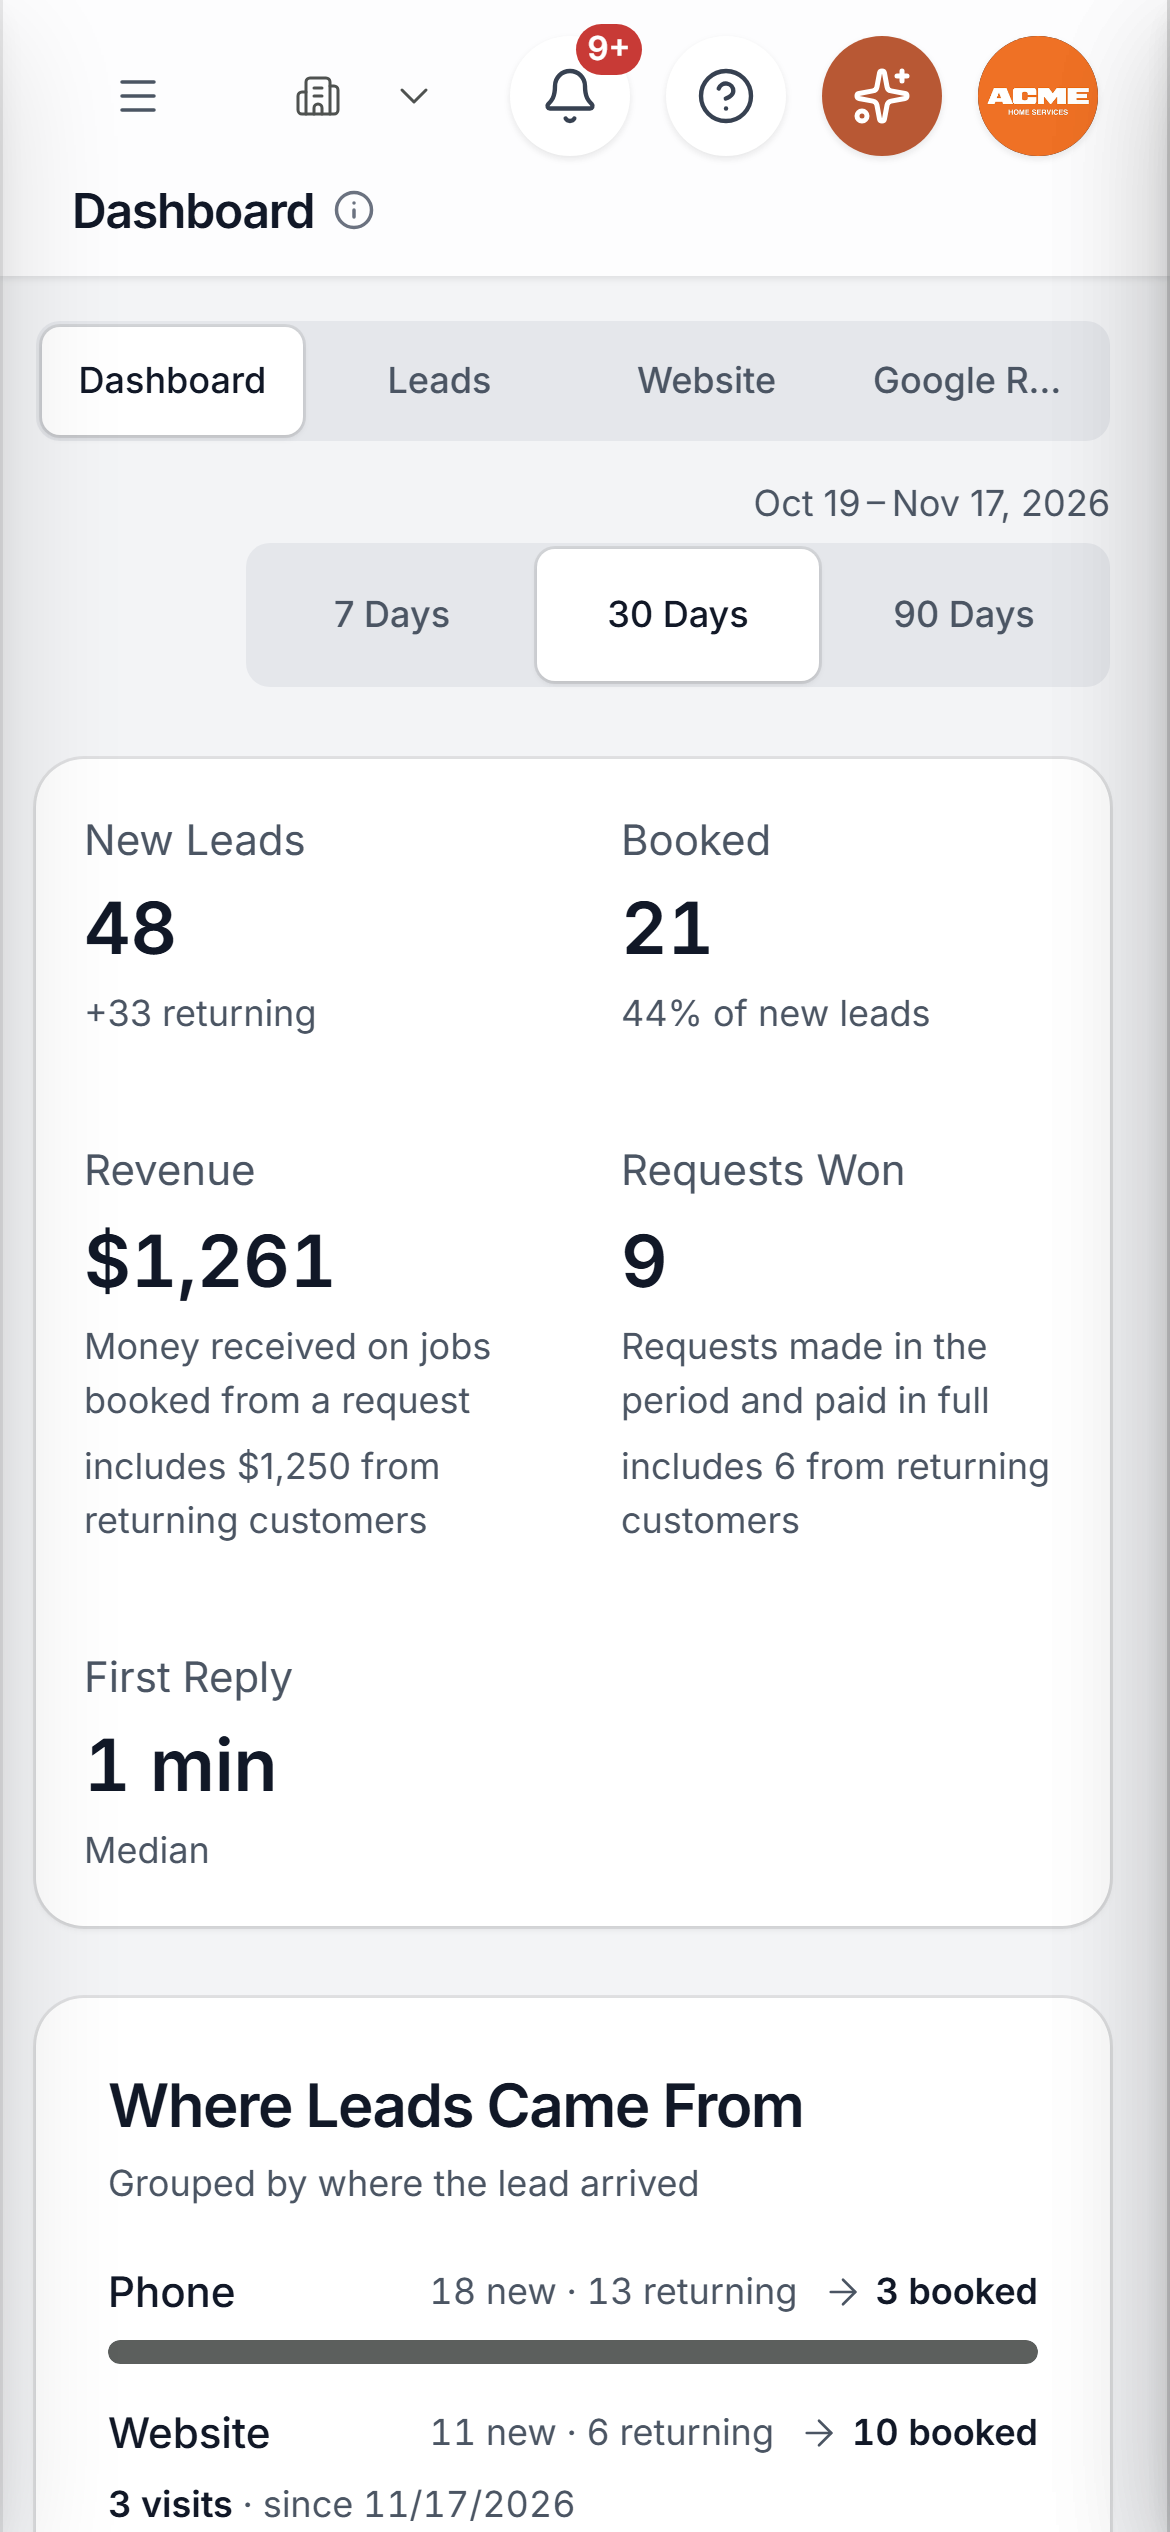 9+
ACME
HOME SERVICES
Dashboard
Dashboard
Leads
Website
Google R...
Oct 19 – Nov 17, 2026
7 Days
30 Days
90 Days
New Leads
48
+33 returning
Booked
21
44% of new leads
Revenue
$1,261
Money received on jobs
booked from a request
includes $1,250 from
returning customers
Requests Won
9
Requests made in the
period and paid in full
includes 6 from returning
customers
First Reply
1 min
Median
Where Leads Came From
Grouped by where the lead arrived
Phone 18 new · 13 returning → 3 booked
Website 11 new · 6 returning → 10 booked
3 visits · since 11/17/2026